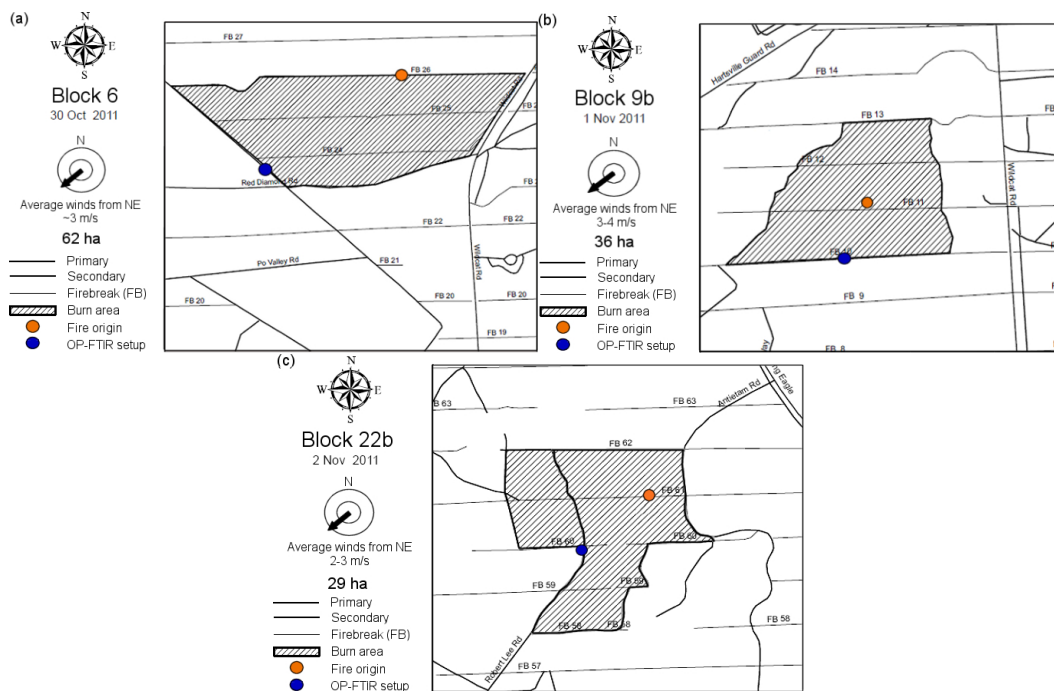 (a)
N
W E
S
Block 6
30 Oct 2011
N
Average winds from NE
~3 m/s
62 ha
Primary
Secondary
Firebreak (FB)
Burn area
Fire origin
OP-FTIR setup
FB 27
FB 26
FB 25
FB 24
Wildcat Rd
Red Diamond Rd
FB 22
FB 22
Po Valley Rd
FB 21
Wildcat Rd
FB 20
FB 20
FB 20
FB 19
(b)
N
W E
S
Block 9b
1 Nov 2011
N
Average winds from NE
3-4 m/s
36 ha
Primary
Secondary
Firebreak (FB)
Burn area
Fire origin
OP-FTIR setup
Hartsville Guard Rd
FB 14
FB 13
FB 12
Wildcat Rd
FB 11
FB 10
FB 9
FB 8
(c)
N
W E
S
Block 22b
2 Nov 2011
N
Average winds from NE
2-3 m/s
29 ha
Primary
Secondary
Firebreak (FB)
Burn area
Fire origin
OP-FTIR setup
Eagle
Antietam Rd
63
FB 63
FB 62
FB 61
FB 60
FB 60
FB 59
FB 59
FB 58
FB 58
FB 58
Robert Lee Rd
FB 57